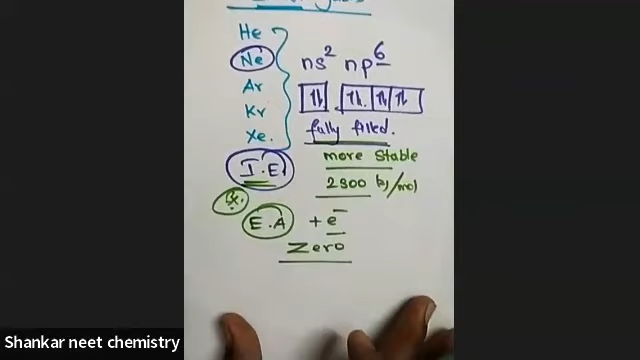 He
Ne ns² np⁶
Ar
Kr
Xe. fully filled.
I.E more stable
2300 kJ/mol
E.A + e⁻
Zero
Shankar neet chemistry